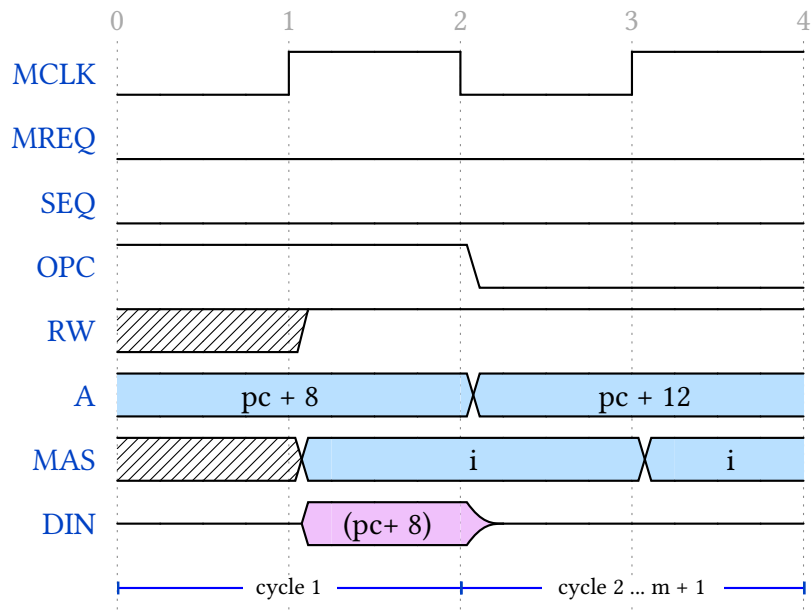 0 1 2 3 4
MCLK
MREQ
SEQ
OPC
RW
A pc + 8 pc + 12
MAS i i
DIN (pc+ 8)
cycle 1 cycle 2 ... m + 1